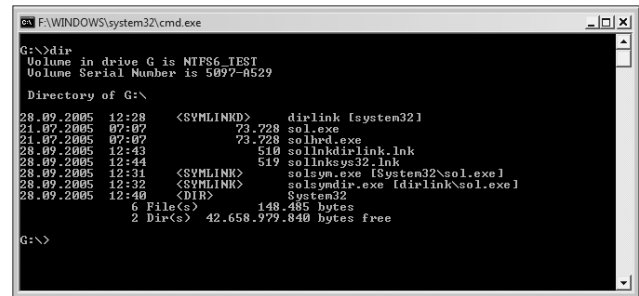 F:\WINDOWS\system32\cmd.exe
G:\>dir
Volume in drive G is NTFS6_TEST
Volume Serial Number is 5097-A529
Directory of G:\
28.09.2005  12:28    <SYMLINKD>     dirlink [system32]
21.07.2005  07:07            73.728 sol.exe
21.07.2005  07:07            73.728 solhrd.exe
28.09.2005  12:43               510 sollnkdirlink.lnk
28.09.2005  12:44               519 sollnksys32.lnk
28.09.2005  12:31    <SYMLINK>      solsym.exe [System32\sol.exe]
28.09.2005  12:32    <SYMLINK>      solsymdir.exe [dirlink\sol.exe]
28.09.2005  12:40    <DIR>          System32
6 File(s)        148.485 bytes
2 Dir(s)  42.658.979.840 bytes free
G:\>